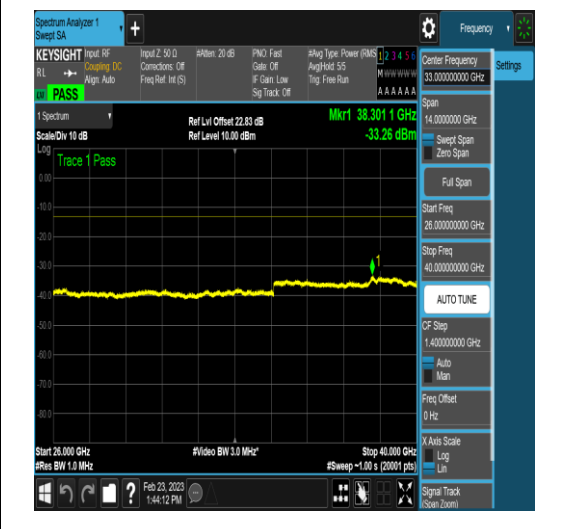 Spectrum Analyzer 1
Swept SA
Frequency
KEYSIGHT
RL
Input: RF
Coupling: DC
Align: Auto
Input Z: 50 Ω
Corrections: Off
Freq Ref: Int (S)
#Atten: 20 dB
PNO: Fast
Gate: Off
IF Gain: Low
Sig Track: Off
#Avg Type: Power (RMS)
Avg|Hold: 5/5
Trig: Free Run
1 2 3 4 5 6
M W W W W W
A A A A A A
PASS
1 Spectrum
Scale/Div 10 dB
Ref Lvl Offset 22.83 dB
Ref Level 10.00 dBm
Mkr1 38.301 1 GHz
-33.26 dBm
Log
Trace 1 Pass
0.00
-10.0
-20.0
-30.0
-40.0
-50.0
-60.0
-70.0
-80.0
1
Start 26.000 GHz
#Res BW 1.0 MHz
#Video BW 3.0 MHz*
Stop 40.000 GHz
#Sweep ~1.00 s (20001 pts)
Feb 23, 2023
1:44:12 PM
Center Frequency
33.000000000 GHz
Settings
Span
14.0000000 GHz
Swept Span
Zero Span
Full Span
Start Freq
26.000000000 GHz
Stop Freq
40.000000000 GHz
AUTO TUNE
CF Step
1.400000000 GHz
Auto
Man
Freq Offset
0 Hz
X Axis Scale
Log
Lin
Signal Track
(Span Zoom)